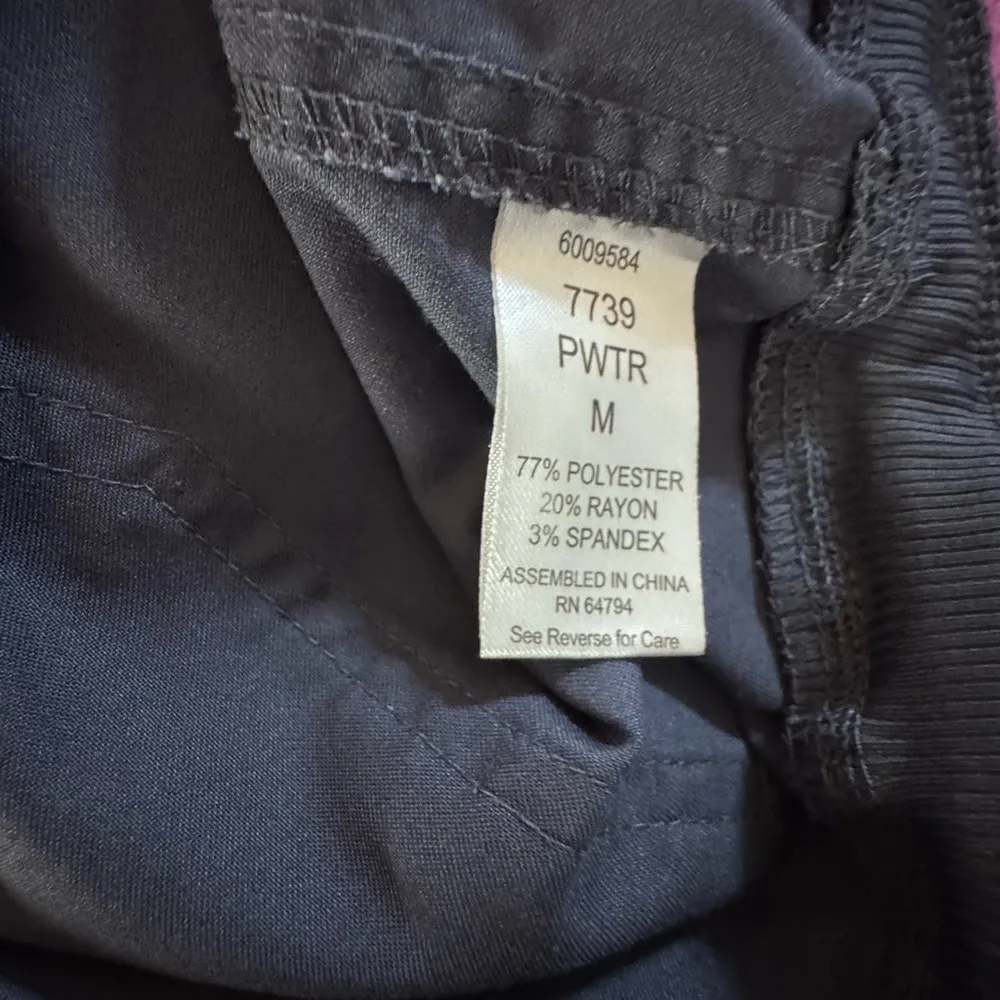 6009584
7739
PWTR
M
77% POLYESTER
20% RAYON
3% SPANDEX
ASSEMBLED IN CHINA
RN 64794
See Reverse for Care